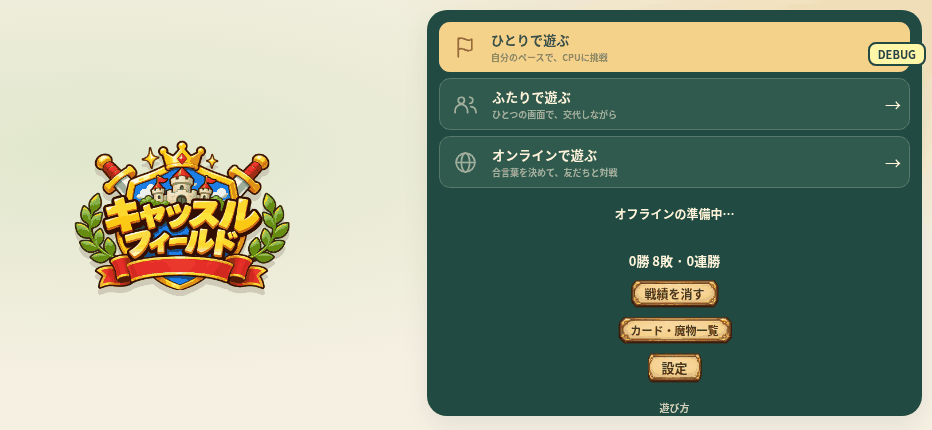 キャッスル
フィールド
ひとりで遊ぶ
自分のペースで、CPUに挑戦
DEBUG
ふたりで遊ぶ
ひとつの画面で、交代しながら
→
オンラインで遊ぶ
合言葉を決めて、友だちと対戦
→
オフラインの準備中…
0勝 8敗・0連勝
戦績を消す
カード・魔物一覧
設定
遊び方